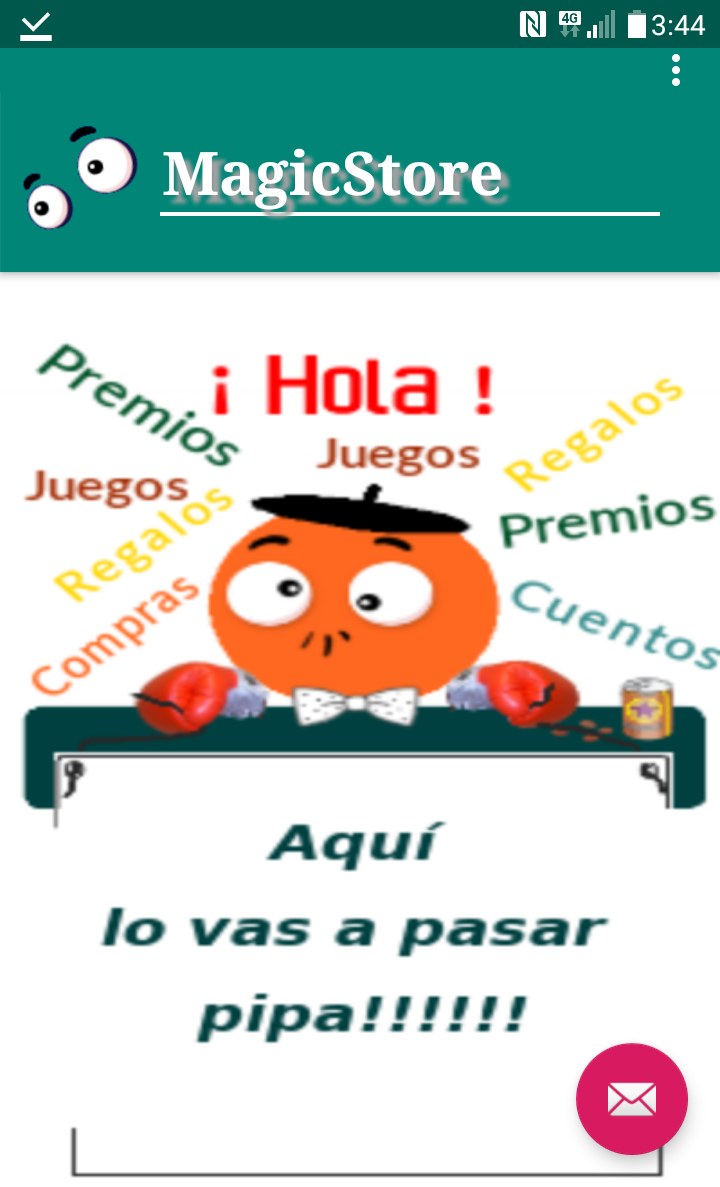 4G
3:44
MagicStore
Premios
¡ Hola !
Regalos
Juegos
Juegos
Regalos
Premios
Compras
Cuentos
Aquí
lo vas a pasar
pipa!!!!!!